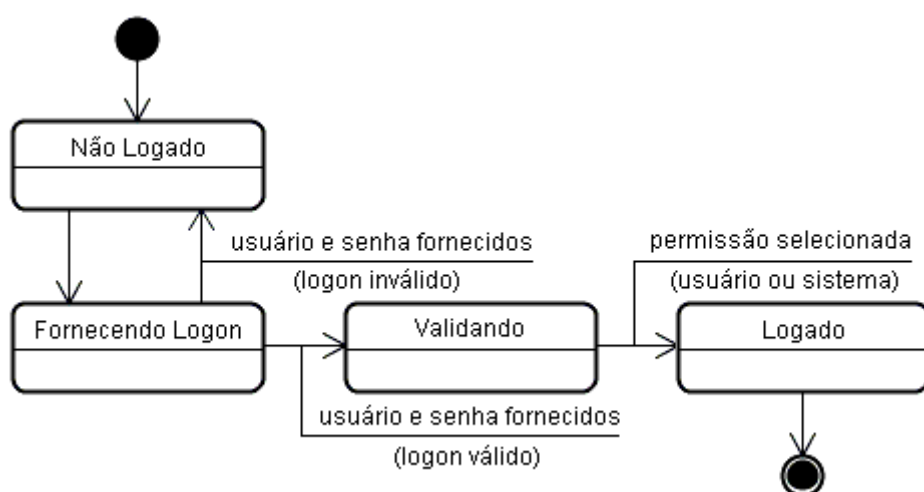 Não Logado
usuário e senha fornecidos
(logon inválido)
permissão selecionada
(usuário ou sistema)
Fornecendo Logon
Validando
Logado
usuário e senha fornecidos
(logon válido)